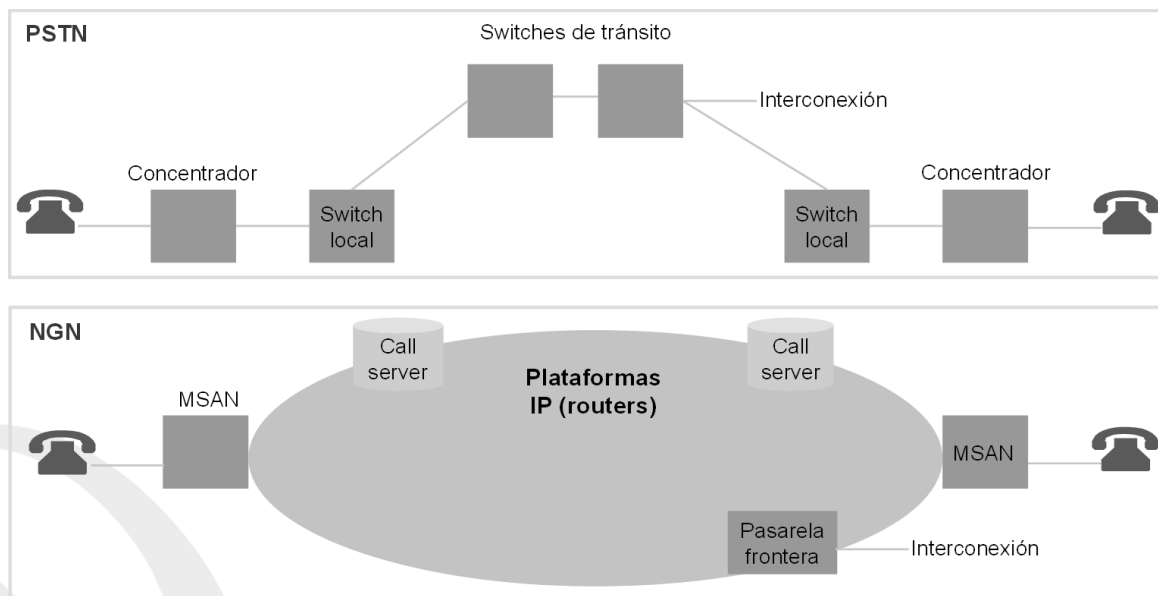 PSTN
Switches de tránsito
Interconexión
Concentrador
Concentrador
Switch
local
Switch
local
NGN
Call
server
Call
server
Plataformas
IP (routers)
MSAN
MSAN
Pasarela
frontera
Interconexión